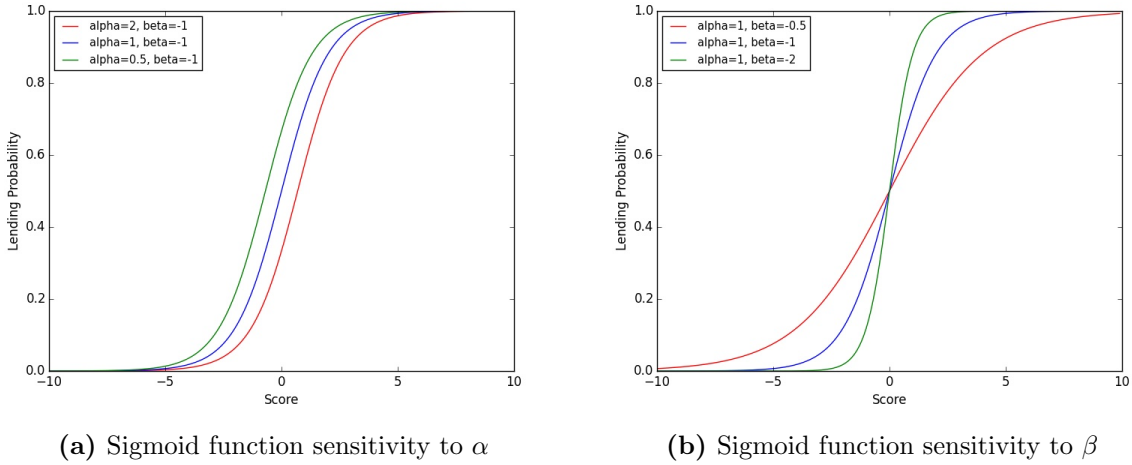 1.0
0.8
0.6
0.4
0.2
0.0
Lending Probability
alpha=2, beta=-1
alpha=1, beta=-1
alpha=0.5, beta=-1
−10 −5 0 5 10
Score
(a) Sigmoid function sensitivity to α
1.0
0.8
0.6
0.4
0.2
0.0
Lending Probability
alpha=1, beta=-0.5
alpha=1, beta=-1
alpha=1, beta=-2
−10 −5 0 5 10
Score
(b) Sigmoid function sensitivity to β